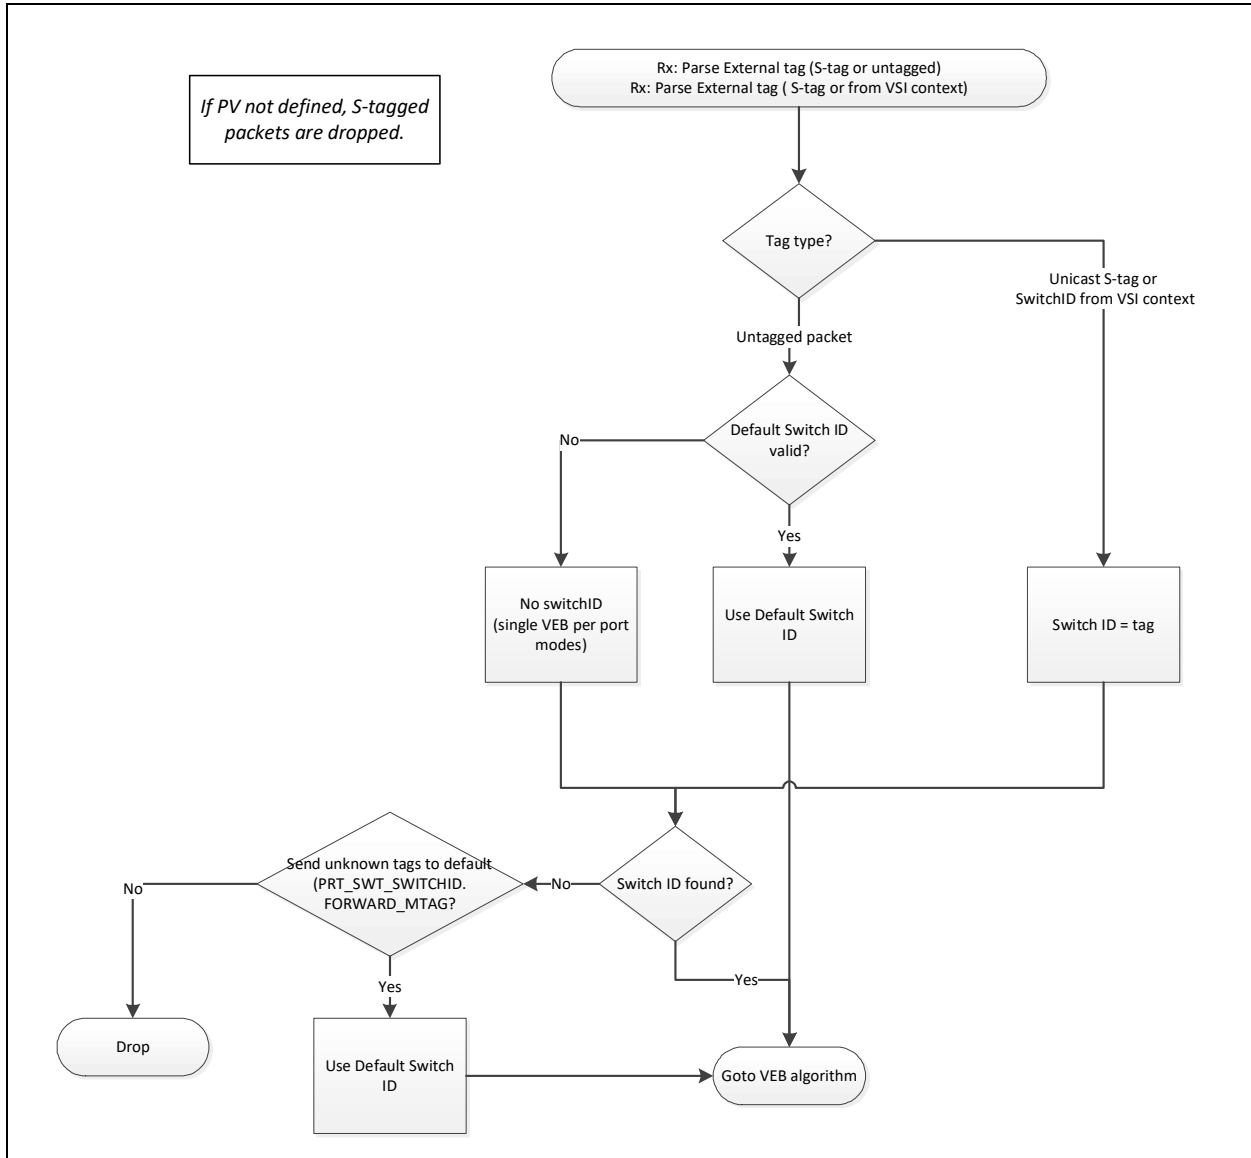 Rx: Parse External tag (S-tag or untagged)
Rx: Parse External tag ( S-tag or from VSI context)
If PV not defined, S-tagged
packets are dropped.
Tag type?
Unicast S-tag or
SwitchID from VSI context
Untagged packet
Default Switch ID
valid?
No
Yes
No switchID
(single VEB per port
modes)
Use Default Switch
ID
Switch ID = tag
Send unknown tags to default
(PRT_SWT_SWITCHID.
FORWARD_MTAG?
No
Switch ID found?
No
Yes
Yes
Drop
Use Default Switch
ID
Goto VEB algorithm